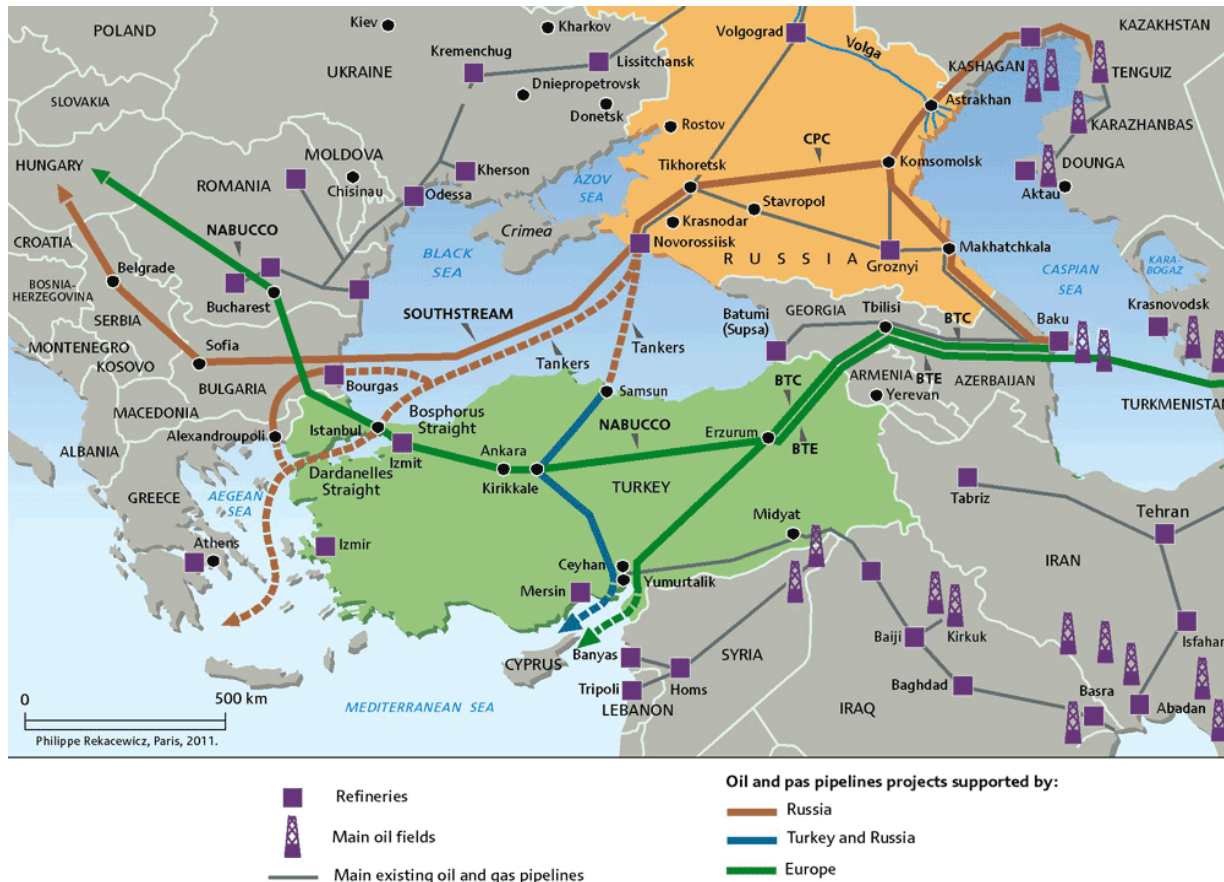 POLAND
Kiev
Kharkov
Volgograd
Volga
KAZAKHSTAN
Kremenchug
Lissitchansk
UKRAINE
Dniepropetrovsk
Donetsk
KASHAGAN
TENGUIZ
SLOVAKIA
Astrakhan
Rostov
KARAZHANBAS
CPC
MOLDOVA
HUNGARY
ROMANIA
Chisinau
Kherson
Odessa
AZOV
SEA
Tikhoretsk
Komsomolsk
DOUNGA
Aktau
Stavropol
Krasnodar
Crimea
NABUCCO
CROATIA
BLACK
SEA
Novorossiisk
RUSSIA
Groznyi
Makhatchkala
CASPIAN
SEA
KARA-
BOGAZ
Belgrade
BOSNIA-
HERZEGOVINA
Bucharest
SERBIA
SOUTHSTREAM
Batumi
(Supsa)
GEORGIA
Tbilisi
BTC
Baku
Krasnovodsk
MONTENEGRO
KOSOVO
Sofia
BULGARIA
Bourgas
Tankers
Tankers
Samsun
ARMENIA
BTE
AZERBAIJAN
Yerevan
TURKMENISTAN
MACEDONIA
Alexandroupoli
Istanbul
Bosphorus
Straight
BTC
NABUCCO
Erzurum
BTE
ALBANIA
Ankara
Izmit
Dardanelles
Straight
Kirikkale
TURKEY
GREECE
AEGEAN
SEA
Tabriz
Tehran
Midyat
Athens
Izmir
IRAN
Ceyhan
Mersin
Yumurtalik
Baiji
Kirkuk
Isfahan
CYPRUS
Banyas
SYRIA
Tripoli
Homs
Baghdad
Basra
Abadan
LEBANON
IRAQ
MEDITERRANEAN SEA
0
500 km
Philippe Rekacewicz, Paris, 2011.
Refineries
Main oil fields
Main existing oil and gas pipelines
Oil and pas pipelines projects supported by:
Russia
Turkey and Russia
Europe